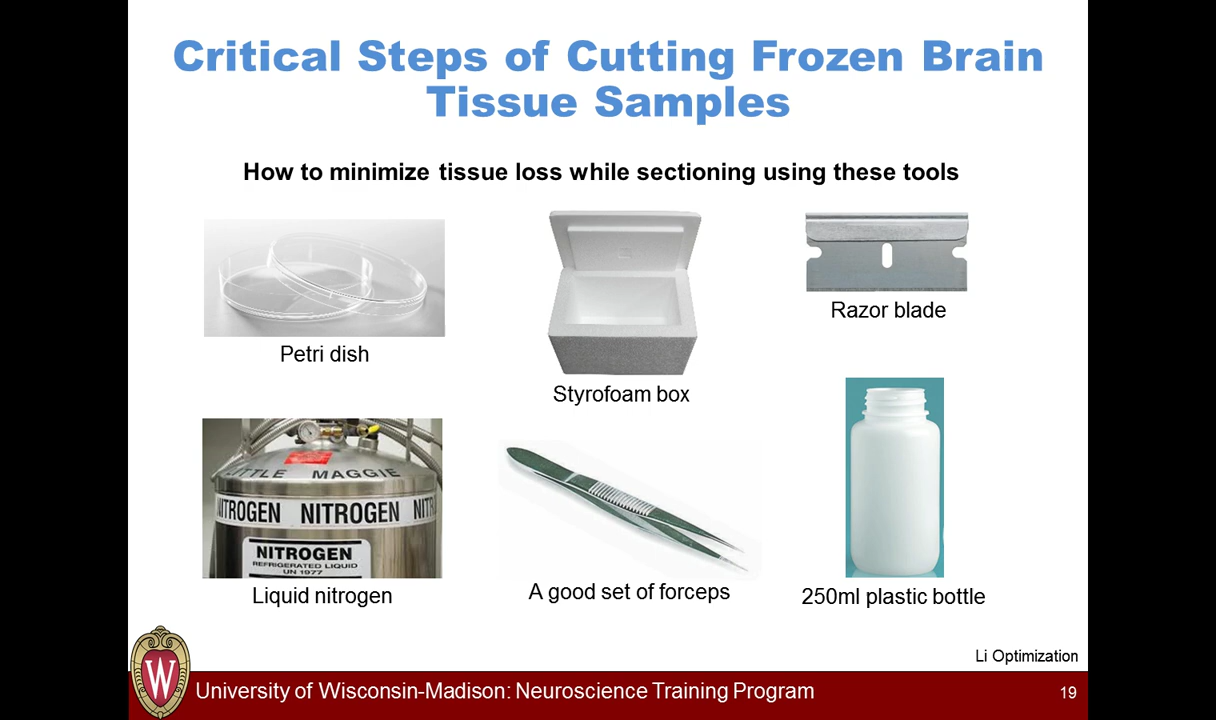 Critical Steps of Cutting Frozen Brain
Tissue Samples
How to minimize tissue loss while sectioning using these tools
Petri dish
Styrofoam box
Razor blade
LITTLE MAGGIE
NITROGEN NITROGEN NITR
NITROGEN
REFRIGERATED LIQUID
UN 1977
Liquid nitrogen
A good set of forceps
250ml plastic bottle
Li Optimization
W
University of Wisconsin-Madison: Neuroscience Training Program
19